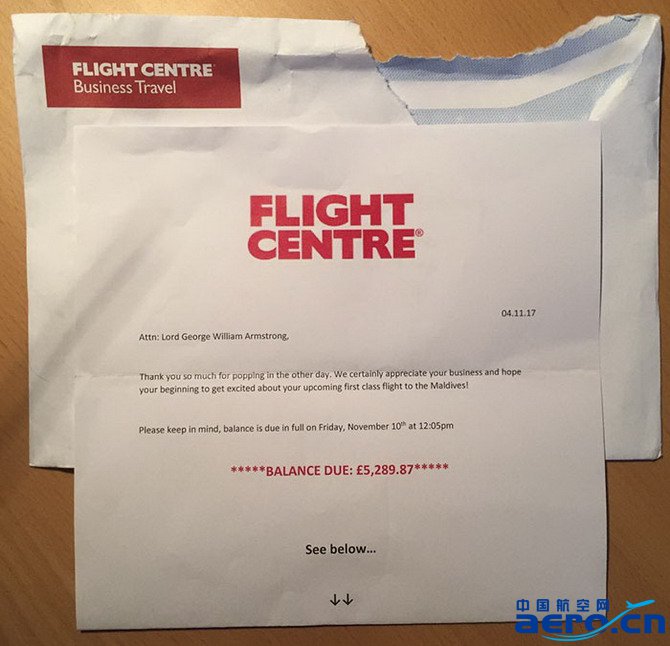 FLIGHT CENTRE
Business Travel
FLIGHT
CENTRE®
04.11.17
Attn: Lord George William Armstrong,
Thank you so much for popping in the other day. We certainly appreciate your business and hope
your beginning to get excited about your upcoming first class flight to the Maldives!
Please keep in mind, balance is due in full on Friday, November 10th at 12:05pm
*****BALANCE DUE: £5,289.87*****
See below...
↓↓
中国航空网
aero.cn